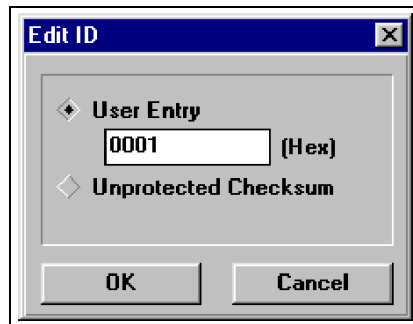 Edit ID
User Entry
0001 (Hex)
Unprotected Checksum
OK Cancel